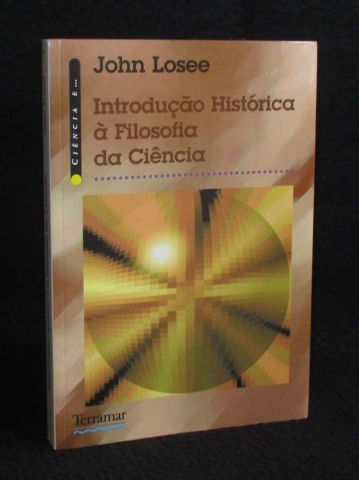 CIÊNCIA E...
John Losee
Introdução Histórica
à Filosofia
da Ciência
Terramar